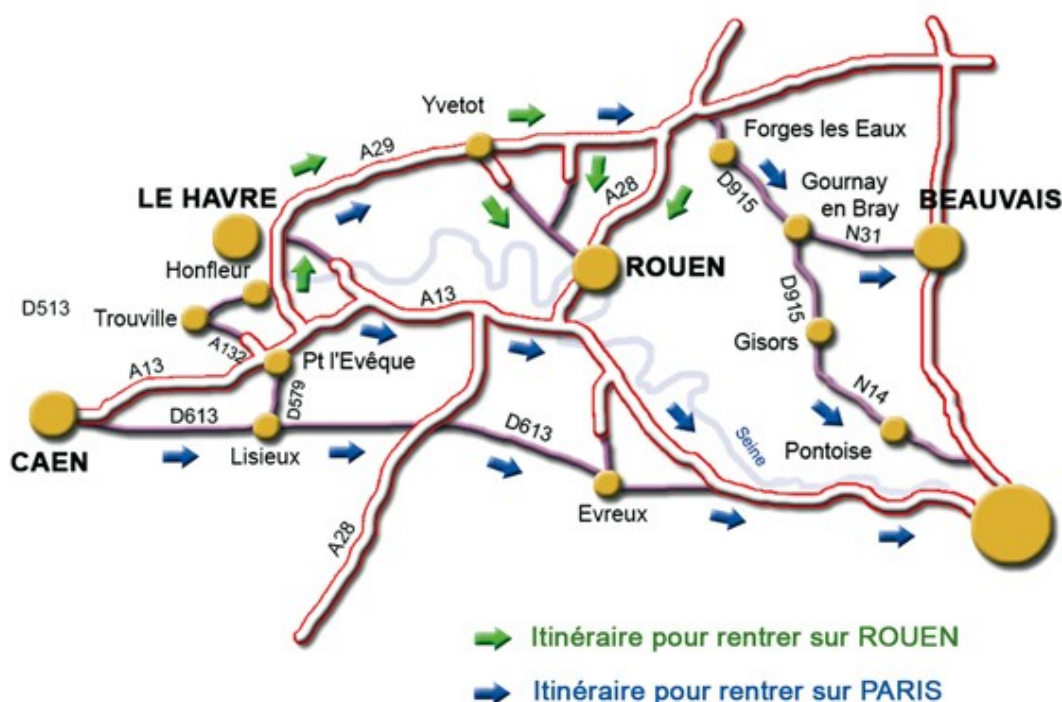 Yvetot
Forges les Eaux
A29
A28
D915
LE HAVRE
Gournay
en Bray
BEAUVAIS
N31
Honfleur
ROUEN
D513
Trouville
A13
D915
A132
Pt l'Evêque
Gisors
A13
D579
N14
D613
D613
Seine
CAEN
Lisieux
Pontoise
Evreux
A28
Itinéraire pour rentrer sur ROUEN
Itinéraire pour rentrer sur PARIS